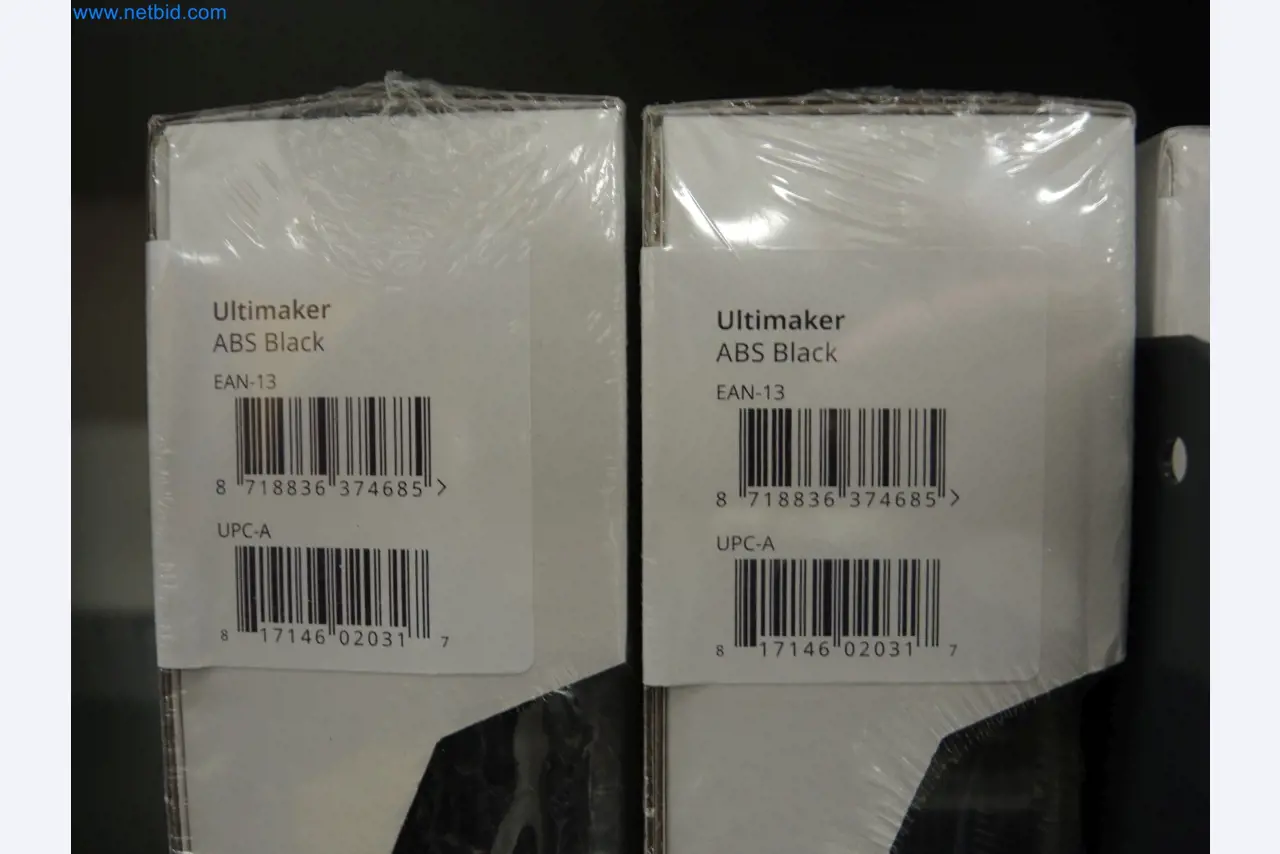 www.netbid.com
Ultimaker
ABS Black
EAN-13
8 718836 374685 >
UPC-A
8 17146 02031 7
Ultimaker
ABS Black
EAN-13
8 718836 374685 >
UPC-A
8 17146 02031 7